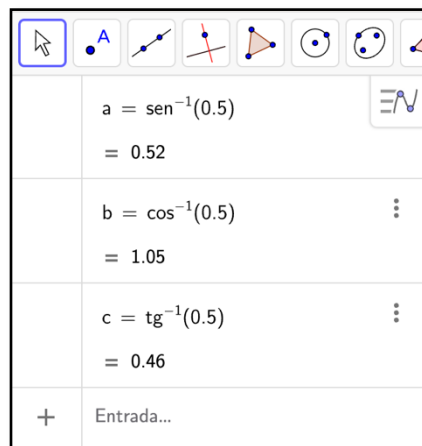 A
a = sen⁻¹(0.5)
= 0.52
b = cos⁻¹(0.5)
= 1.05
c = tg⁻¹(0.5)
= 0.46
+ Entrada...